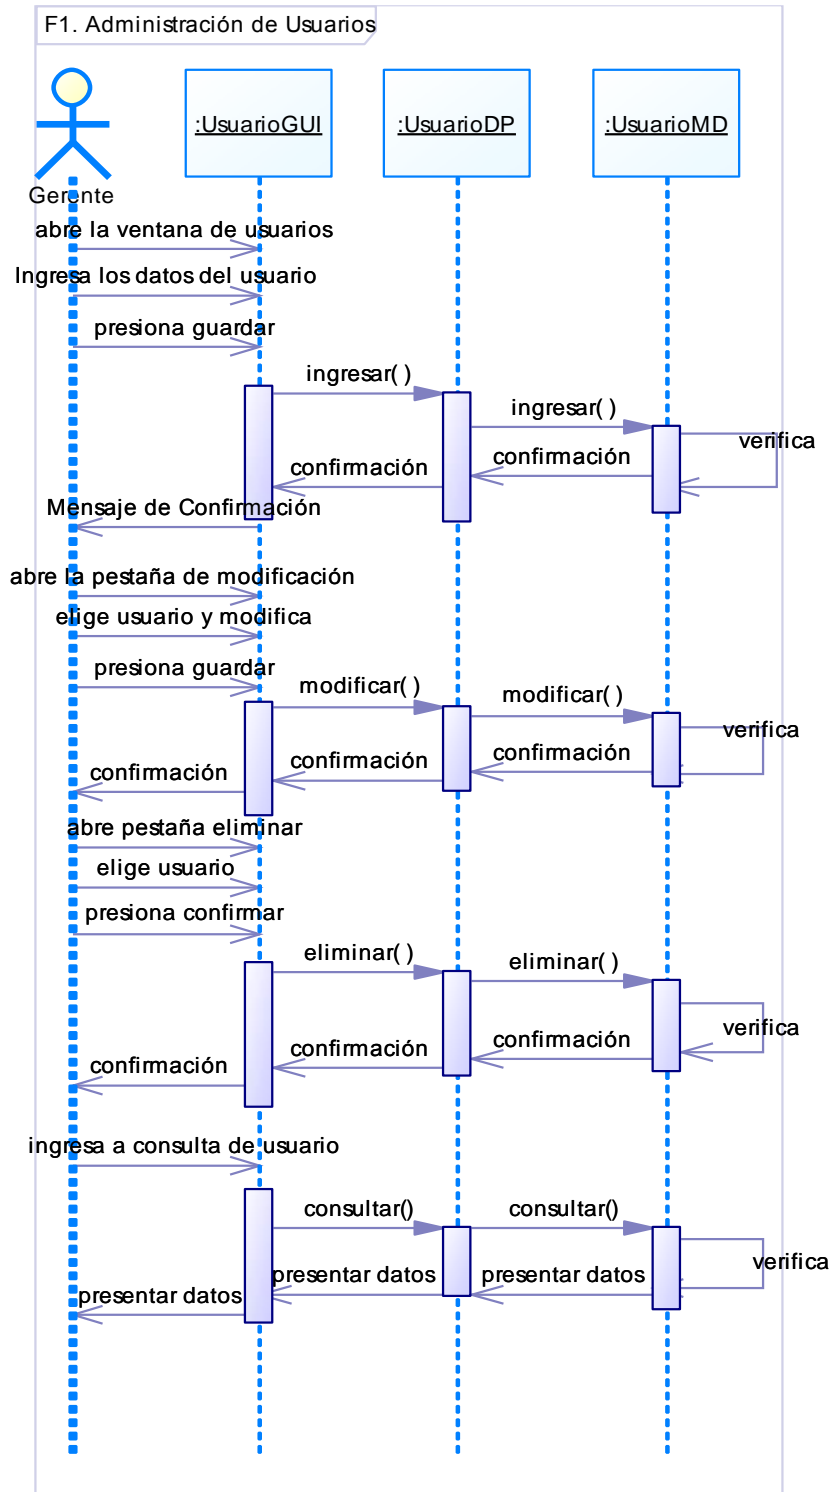 F1. Administración de Usuarios
:UsuarioGUI
:UsuarioDP
:UsuarioMD
Gerente
abre la ventana de usuarios
Ingresa los datos del usuario
presiona guardar
ingresar( )
ingresar( )
verifica
confirmación
confirmación
Mensaje de Confirmación
abre la pestaña de modificación
elige usuario y modifica
presiona guardar
modificar( )
modificar( )
verifica
confirmación
confirmación
confirmación
abre pestaña eliminar
elige usuario
presiona confirmar
eliminar( )
eliminar( )
verifica
confirmación
confirmación
confirmación
ingresa a consulta de usuario
consultar()
consultar()
verifica
presentar datos
presentar datos
presentar datos